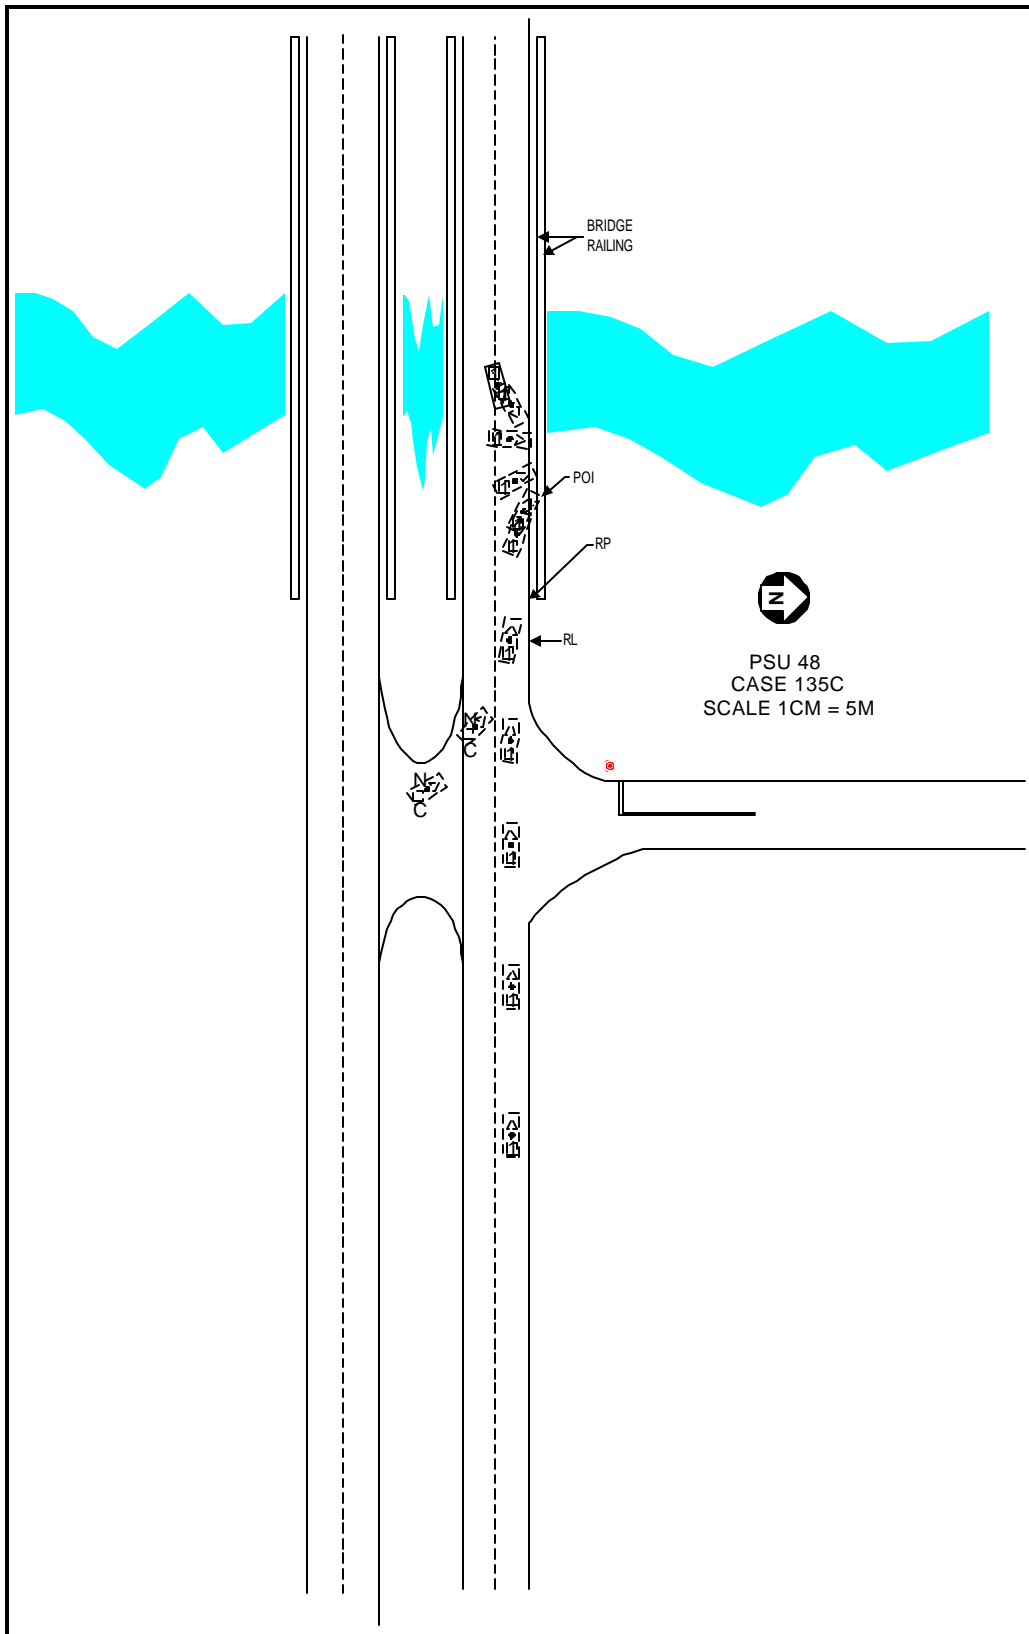 BRIDGE
RAILING
POI
RP
RL
N
PSU 48
CASE 135C
SCALE 1CM = 5M
N
C
N
C